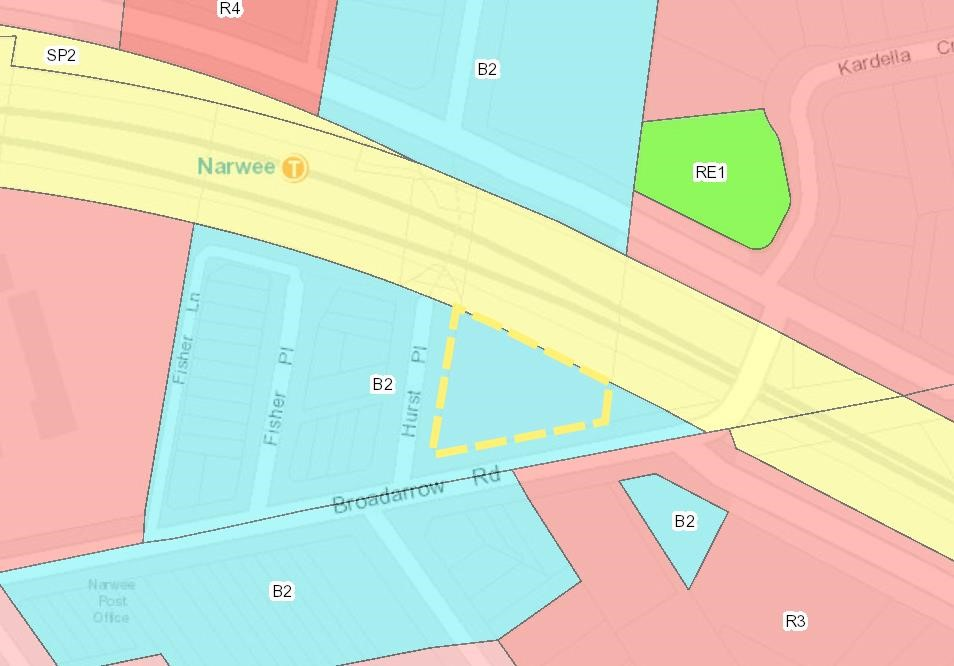 R4
SP2
B2
Kardella Cr
Narwee T
RE1
Fisher Ln
Fisher Pl
B2
Hurst Pl
Broadarrow Rd
B2
B2
Narwee
Post
Office
R3